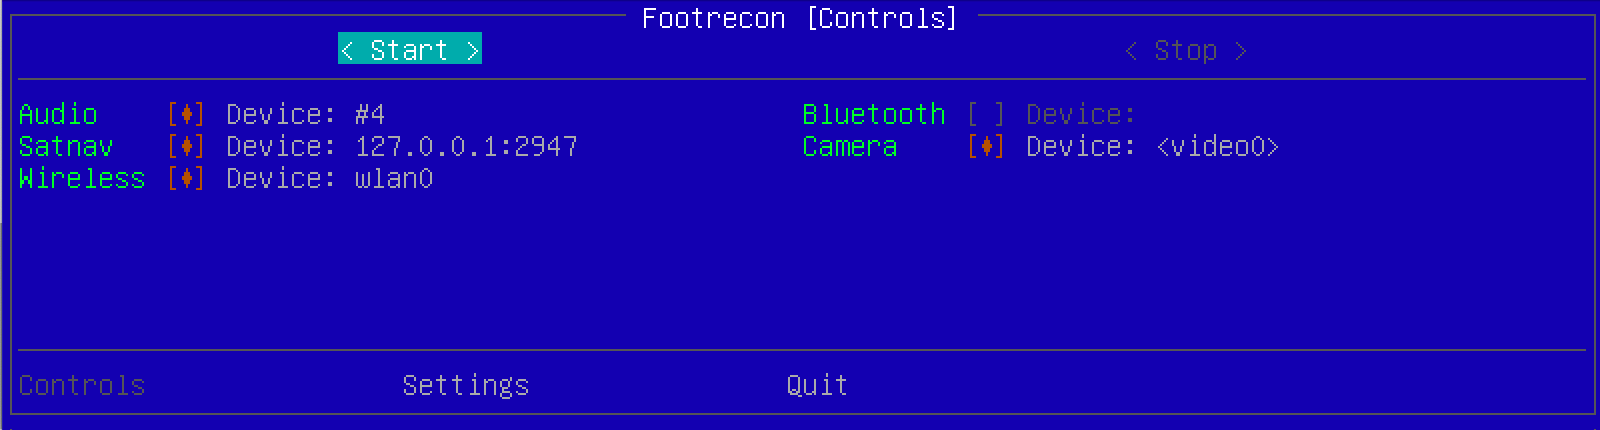 Footrecon [Controls]
< Start > < Stop >
Audio [♦] Device: #4 Bluetooth [ ] Device:
Satnav [♦] Device: 127.0.0.1:2947 Camera [♦] Device: <video0>
Wireless [♦] Device: wlan0
Controls Settings Quit